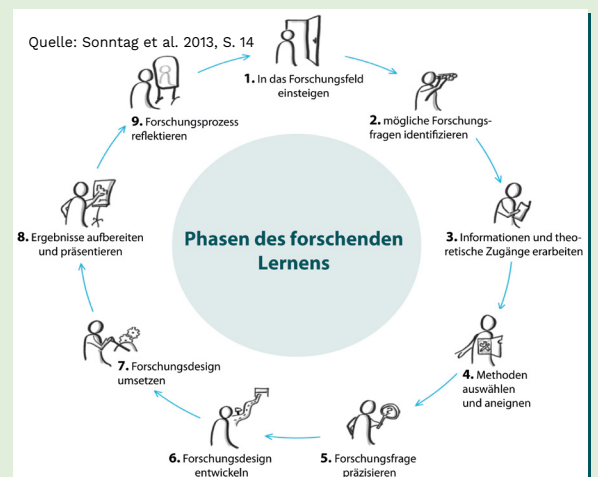 Quelle: Sonntag et al. 2013, S. 14
1. In das Forschungsfeld
einsteigen
2. mögliche Forschungs-
fragen identifizieren
3. Informationen und theo-
retische Zugänge erarbeiten
4. Methoden
auswählen
und aneignen
5. Forschungsfrage
präzisieren
6. Forschungsdesign
entwickeln
7. Forschungsdesign
umsetzen
8. Ergebnisse aufbereiten
und präsentieren
9. Forschungsprozess
reflektieren
Phasen des forschenden
Lernens